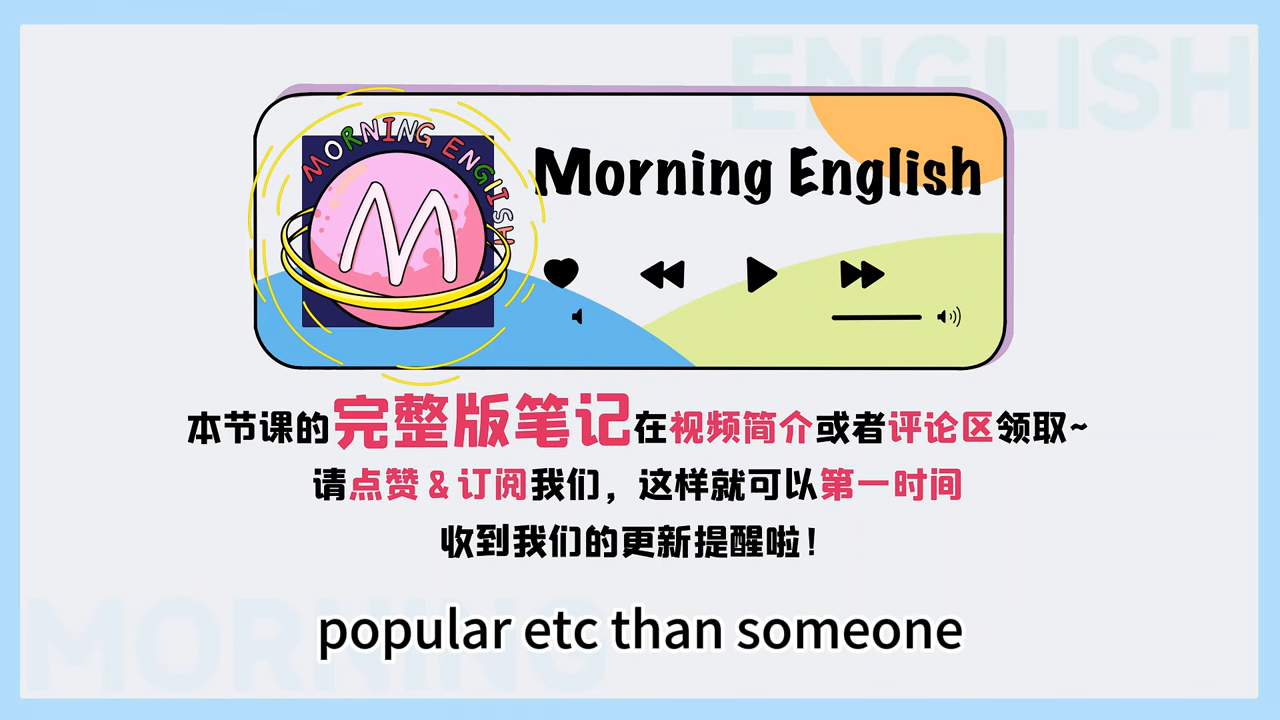 ENGLISH
MORNING ENGlISH
M
Morning English
本节课的完整版笔记在视频简介或者评论区领取~
请点赞&订阅我们，这样就可以第一时间
收到我们的更新提醒啦！
popular etc than someone
MORNING